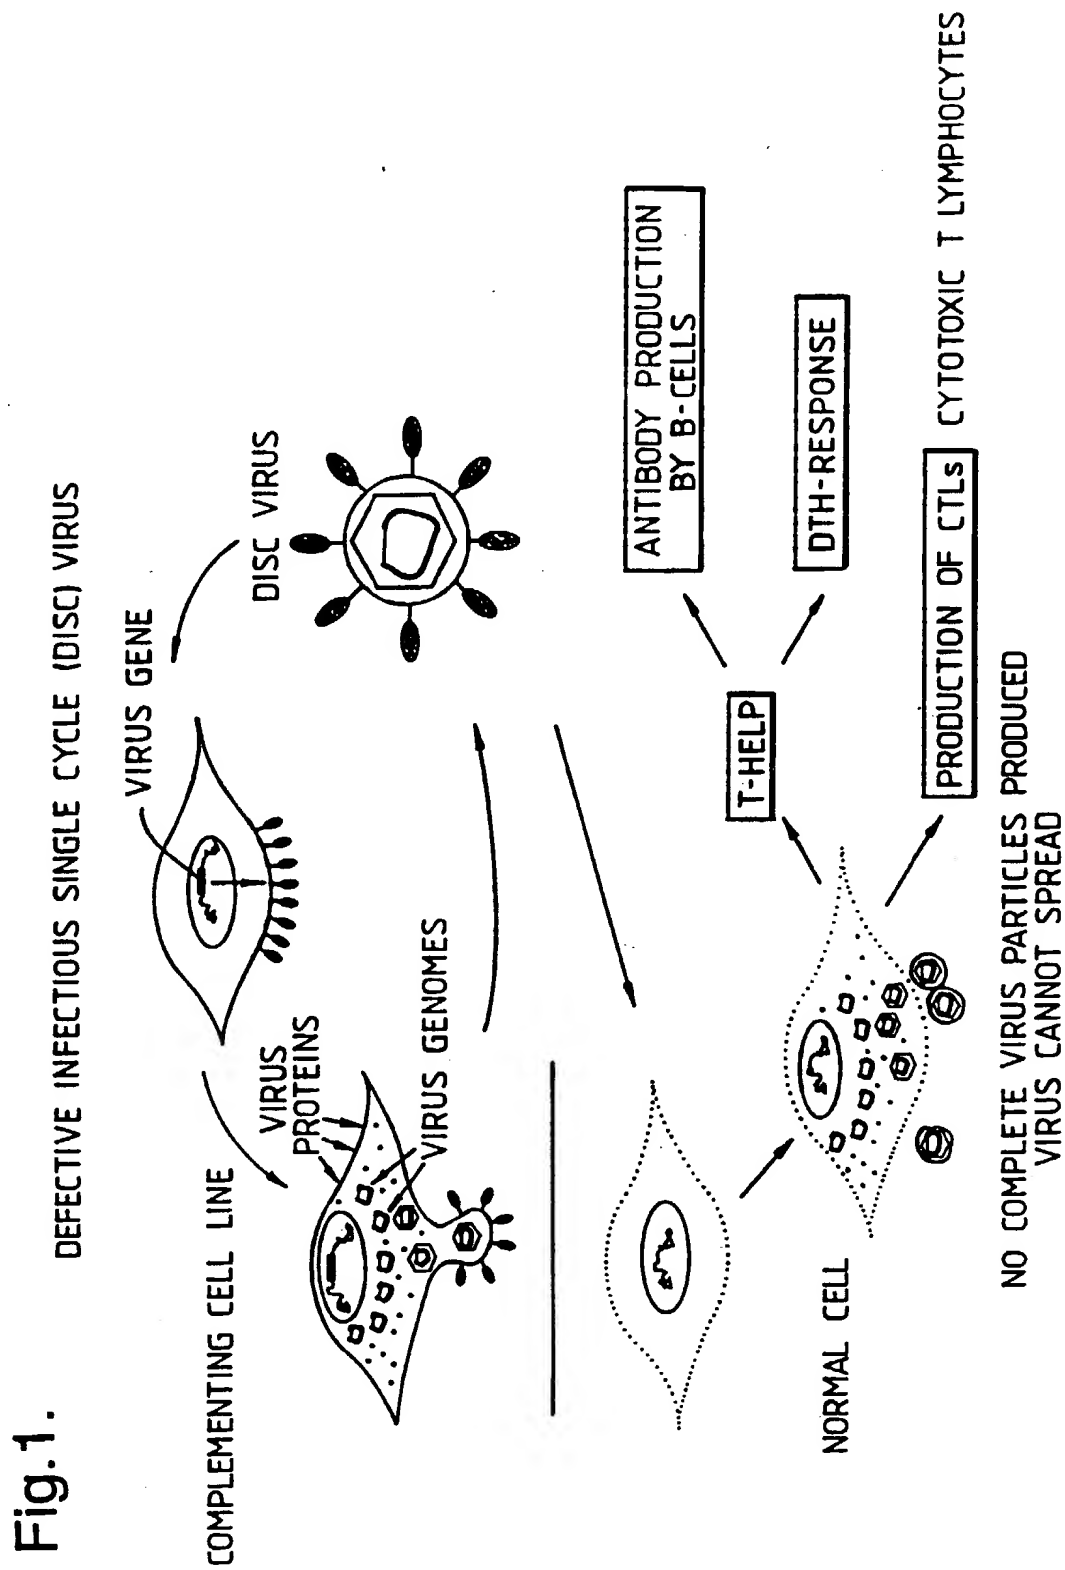 Fig.1.
DEFECTIVE INFECTIOUS SINGLE CYCLE (DISC) VIRUS
VIRUS GENE
COMPLEMENTING CELL LINE
VIRUS
PROTEINS
DISC VIRUS
VIRUS GENOMES
ANTIBODY PRODUCTION
BY B-CELLS
T-HELP
DTH-RESPONSE
NORMAL CELL
PRODUCTION OF CTLs
CYTOTOXIC T LYMPHOCYTES
NO COMPLETE VIRUS PARTICLES PRODUCED
VIRUS CANNOT SPREAD